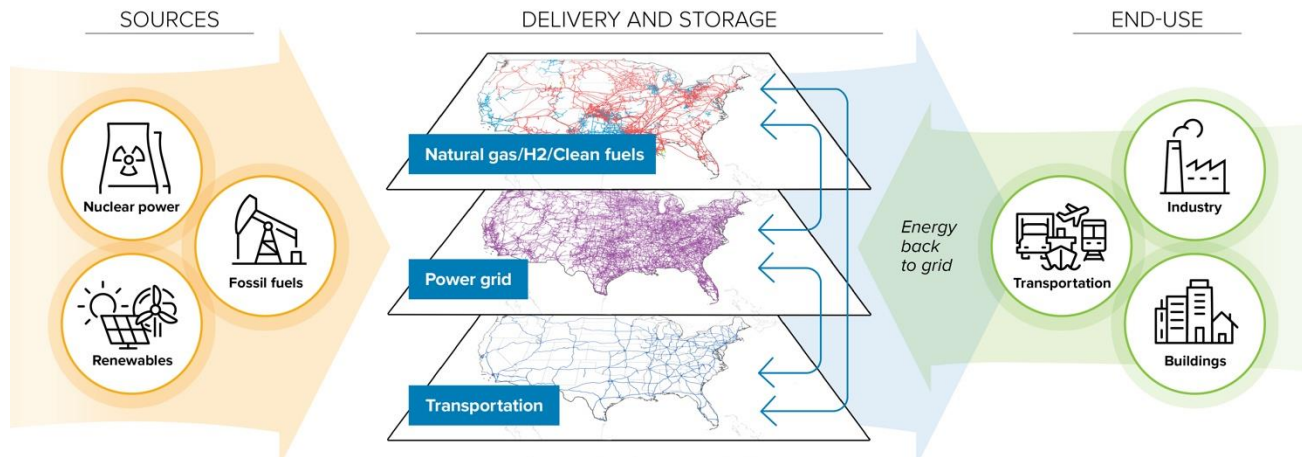 SOURCES
DELIVERY AND STORAGE
END-USE
Nuclear power
Fossil fuels
Renewables
Natural gas/H2/Clean fuels
Power grid
Transportation
Energy
back
to grid
Transportation
Industry
Buildings